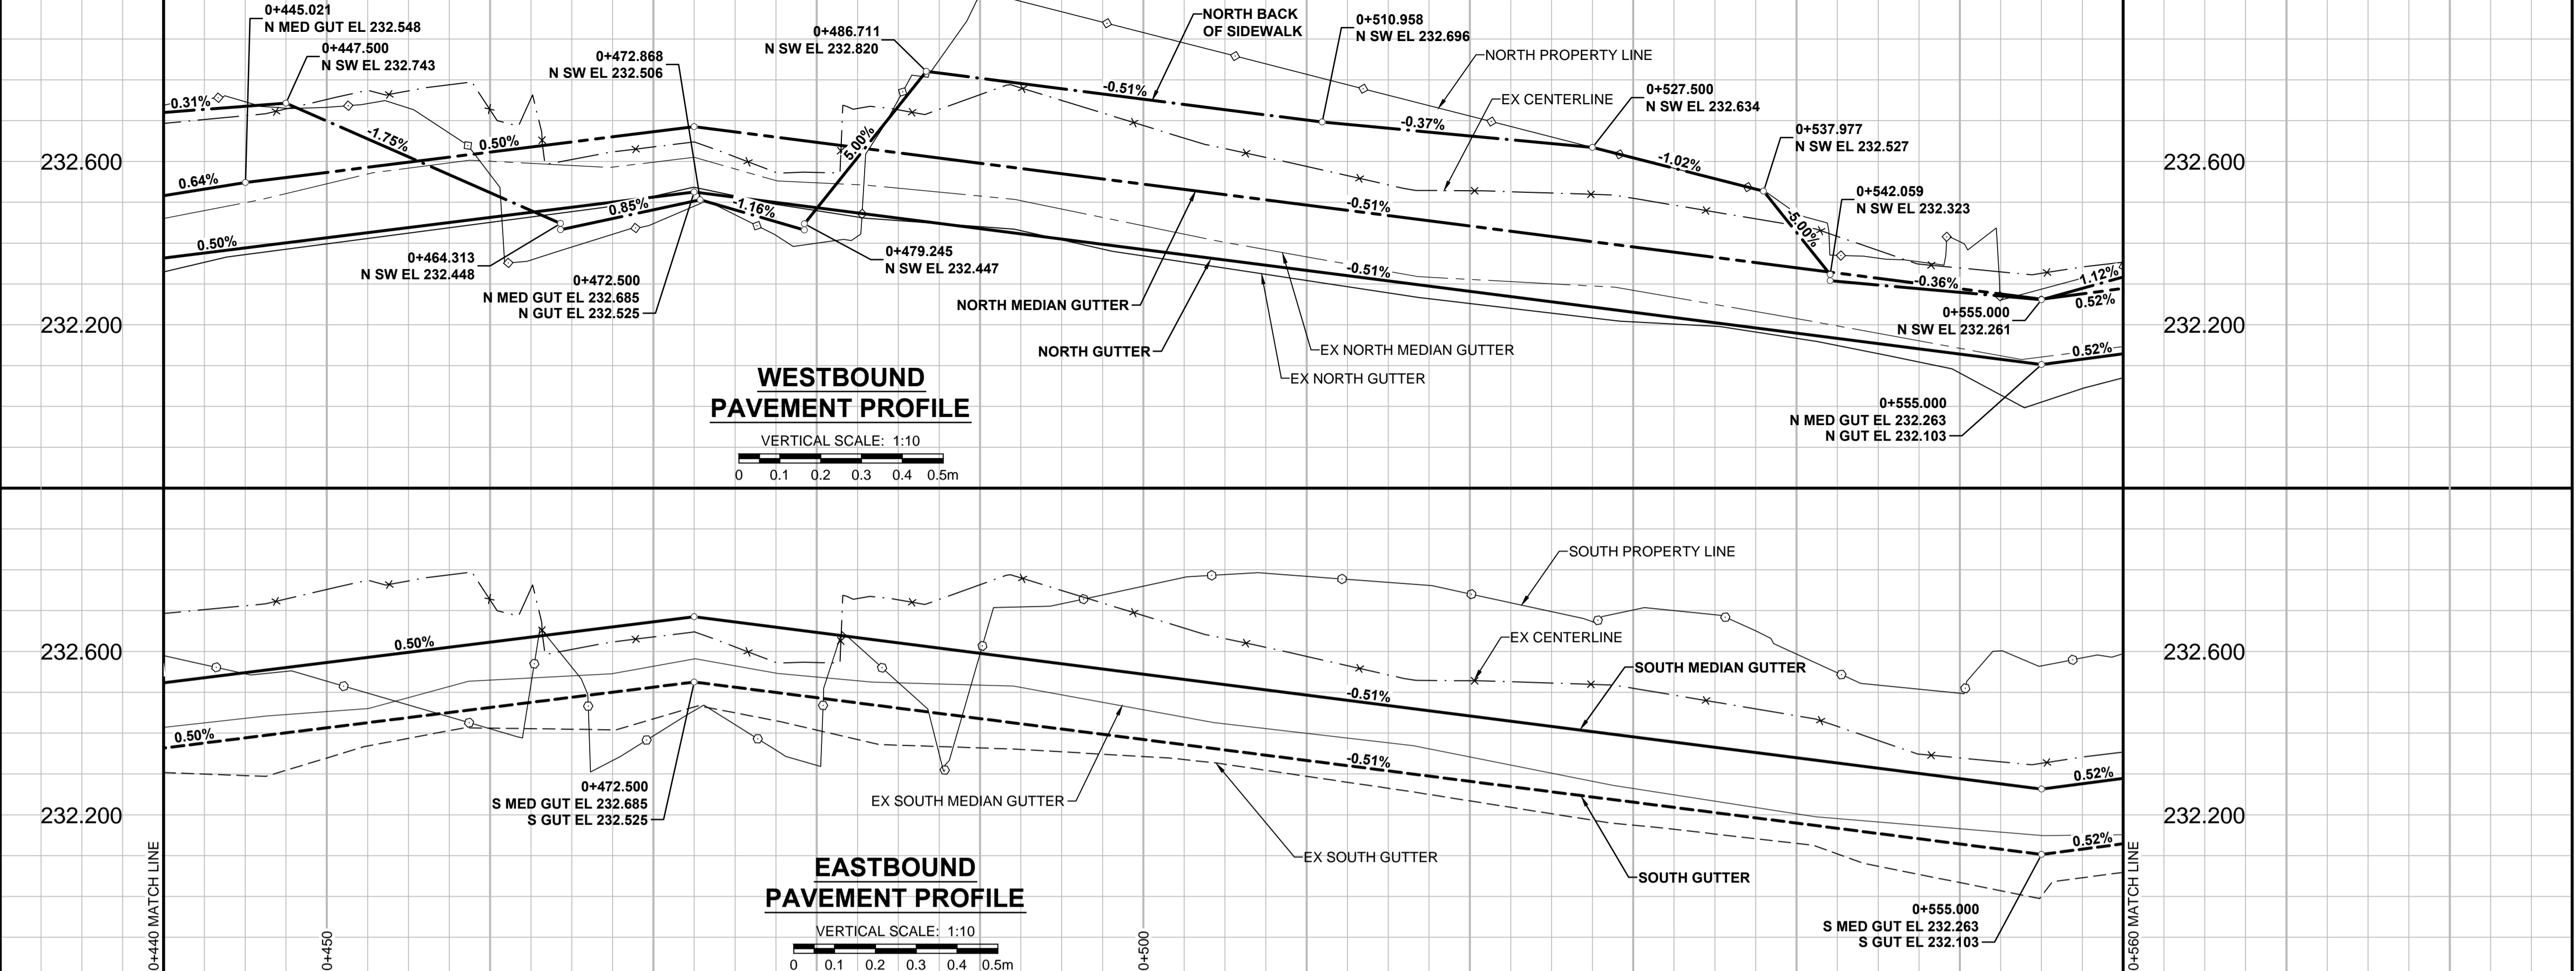 0+445.021
N MED GUT EL 232.548
0+447.500
N SW EL 232.743
0+472.868
N SW EL 232.506
0+486.711
N SW EL 232.820
NORTH BACK
OF SIDEWALK
0+510.958
N SW EL 232.696
NORTH PROPERTY LINE
EX CENTERLINE
0+527.500
N SW EL 232.634
0+537.977
N SW EL 232.527
0+542.059
N SW EL 232.323
0.31%
-1.75%
0.50%
5.00%
-0.51%
-0.37%
-1.02%
232.600
232.600
0.64%
0.85%
-1.16%
-0.51%
-5.00%
0.50%
-0.51%
-0.36%
1.12%
0.52%
0+464.313
N SW EL 232.448
0+472.500
N MED GUT EL 232.685
N GUT EL 232.525
0+479.245
N SW EL 232.447
NORTH MEDIAN GUTTER
NORTH GUTTER
EX NORTH MEDIAN GUTTER
EX NORTH GUTTER
0+555.000
N SW EL 232.261
232.200
232.200
0.52%
0+555.000
N MED GUT EL 232.263
N GUT EL 232.103
WESTBOUND
PAVEMENT PROFILE
VERTICAL SCALE: 1:10
0 0.1 0.2 0.3 0.4 0.5m
SOUTH PROPERTY LINE
EX CENTERLINE
SOUTH MEDIAN GUTTER
232.600
232.600
0.50%
-0.51%
0.50%
-0.51%
0.52%
0.52%
0+472.500
S MED GUT EL 232.685
S GUT EL 232.525
EX SOUTH MEDIAN GUTTER
EX SOUTH GUTTER
SOUTH GUTTER
232.200
232.200
0+555.000
S MED GUT EL 232.263
S GUT EL 232.103
EASTBOUND
PAVEMENT PROFILE
VERTICAL SCALE: 1:10
0 0.1 0.2 0.3 0.4 0.5m
0+440 MATCH LINE
0+450
0+500
0+560 MATCH LINE